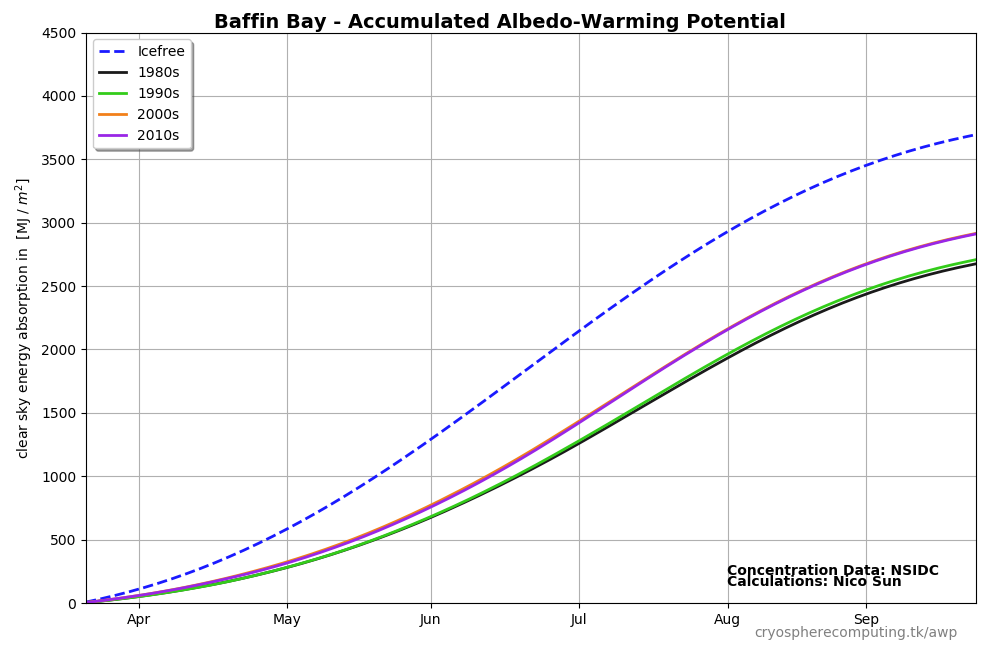 Baffin Bay - Accumulated Albedo-Warming Potential
4500
4000
3500
3000
2500
2000
1500
1000
500
0
clear sky energy absorption in [MJ / m²]
Icefree
1980s
1990s
2000s
2010s
Concentration Data: NSIDC
Calculations: Nico Sun
Apr
May
Jun
Jul
Aug
Sep
cryospherecomputing.tk/awp